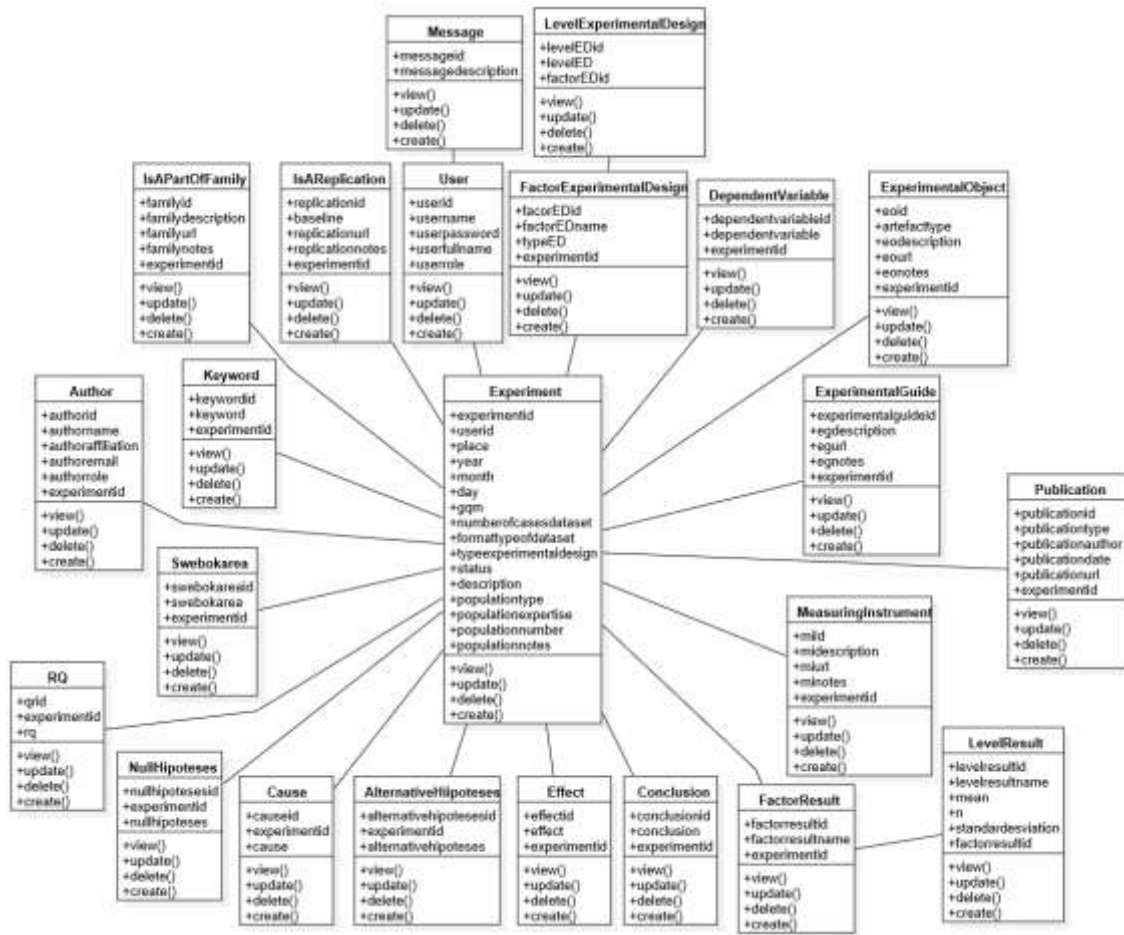 Message
+messageid
+messagedescription
+view()
+update()
+delete()
+create()
LevelExperimentalDesign
+levelEDid
+levelED
+factorEDid
+view()
+update()
+delete()
+create()
IsAPartOfFamily
+familyid
+familydescription
+familyurl
+familynotes
+experimentid
+view()
+update()
+delete()
+create()
IsAReplication
+replicationid
+baseline
+replicationurl
+replicationnotes
+experimentid
+view()
+update()
+delete()
+create()
User
+userid
+username
+userpassword
+userfullname
+userrole
+view()
+update()
+delete()
+create()
FactorExperimentalDesign
+facorEDid
+factorEDname
+typeED
+experimentid
+view()
+update()
+delete()
+create()
DependentVariable
+dependentvariableid
+dependentvariable
+experimentid
+view()
+update()
+delete()
+create()
ExperimentalObject
+eoid
+artefacttype
+eodescription
+eourl
+eonotes
+experimentid
+view()
+update()
+delete()
+create()
Author
+authorid
+authorname
+authoraffiliation
+authoremail
+authorrole
+experimentid
+view()
+update()
+delete()
+create()
Keyword
+keywordid
+keyword
+experimentid
+view()
+update()
+delete()
+create()
Experiment
+experimentid
+userid
+place
+year
+month
+day
+gqm
+numberofcasesdataset
+formattypeofdataset
+typeexperimentaldesign
+status
+description
+populationtype
+populationexpertise
+populationnumber
+populationnotes
+view()
+update()
+delete()
+create()
ExperimentalGuide
+experimentalguideid
+egdescription
+egurl
+egnotes
+experimentid
+view()
+update()
+delete()
+create()
Publication
+publicationid
+publicationtype
+publicationauthor
+publicationdate
+publicationurl
+experimentid
+view()
+update()
+delete()
+create()
Swebokarea
+swebokareaid
+swebokarea
+experimentid
+view()
+update()
+delete()
+create()
MeasuringInstrument
+miid
+midescription
+miurl
+minotes
+experimentid
+view()
+update()
+delete()
+create()
RQ
+qrid
+experimentid
+rq
+view()
+update()
+delete()
+create()
NullHipoteses
+nullhipotesesid
+experimentid
+nullhipoteses
+view()
+update()
+delete()
+create()
Cause
+causeid
+experimentid
+cause
+view()
+update()
+delete()
+create()
AlternativeHiipoteses
+alternativehipotesesid
+experimentid
+alternativehipoteses
+view()
+update()
+delete()
+create()
Effect
+effectid
+effect
+experimentid
+view()
+update()
+delete()
+create()
Conclusion
+conclusionid
+conclusion
+experimentid
+view()
+update()
+delete()
+create()
FactorResult
+factorresultid
+factorresultname
+experimentid
+view()
+update()
+delete()
+create()
LevelResult
+levelresultid
+levelresultname
+mean
+n
+standardesviation
+factorresultid
+view()
+update()
+delete()
+create()